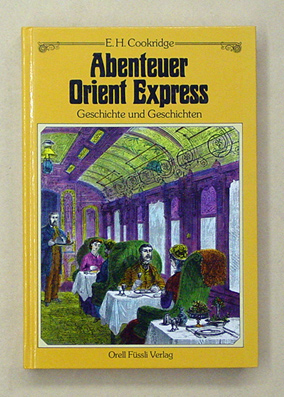 E. H. Cookridge
Abenteuer
Orient Express
Geschichte und Geschichten
Orell Füssli Verlag